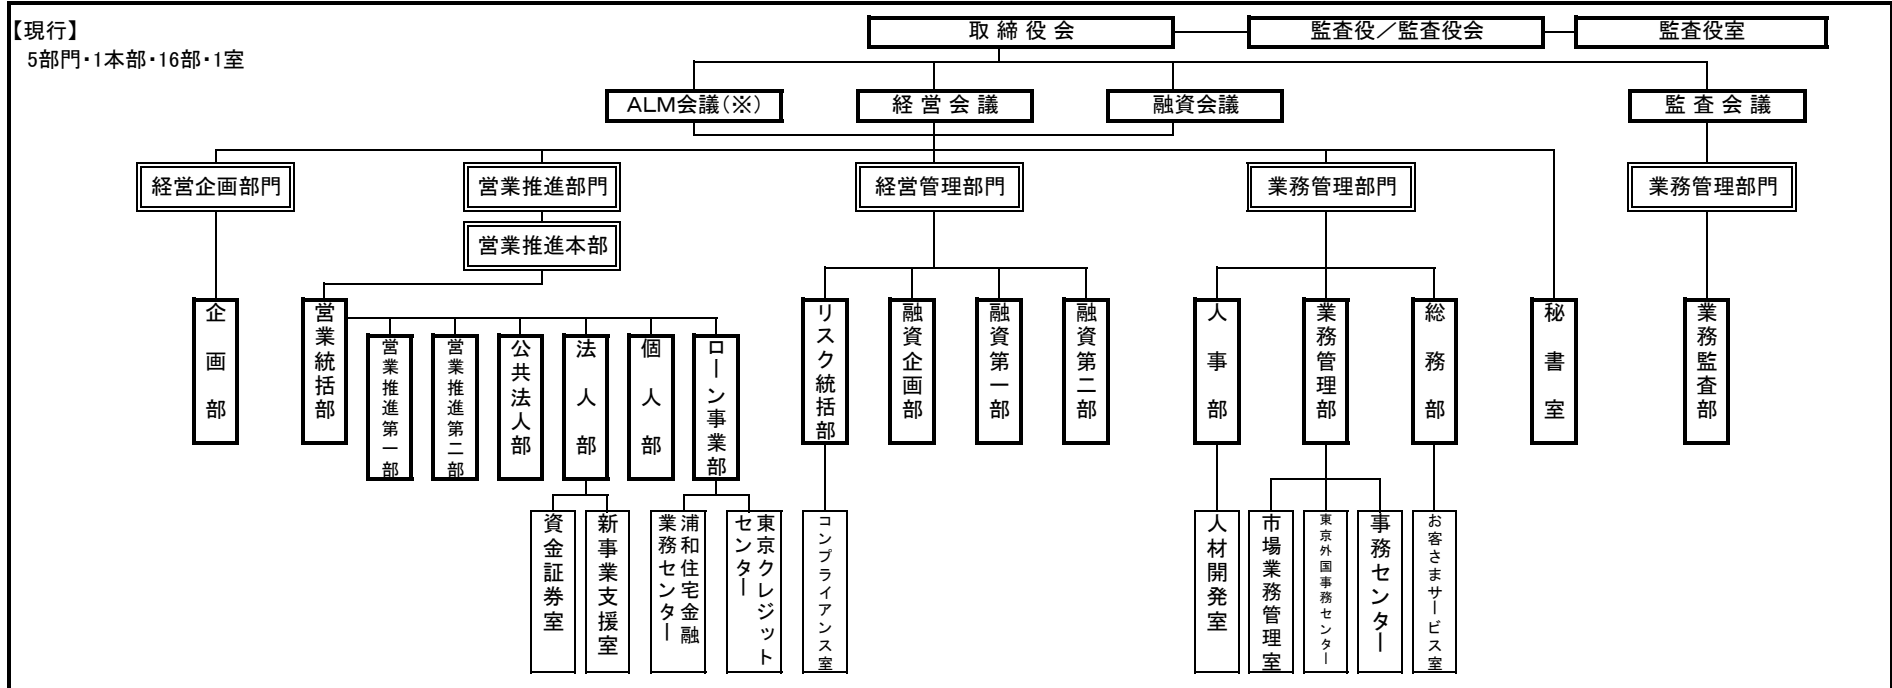 【現行】
5部門・1本部・16部・1室
取締役会
監査役／監査役会
監査役室
ALM会議(※)
経営会議
融資会議
監査会議
経営企画部門
営業推進部門
経営管理部門
業務管理部門
業務管理部門
営業推進本部
企画部
営業統括部
営業推進第一部
営業推進第二部
公共法人部
法人部
個人部
ローン事業部
リスク統括部
融資企画部
融資第一部
融資第二部
人事部
業務管理部
総務部
秘書室
業務監査部
資金証券室
新事業支援室
浦和住宅金融
業務センター
東京クレジット
センター
コンプライアンス室
人材開発室
市場業務管理室
東京外国事務センター
事務センター
お客さまサービス室